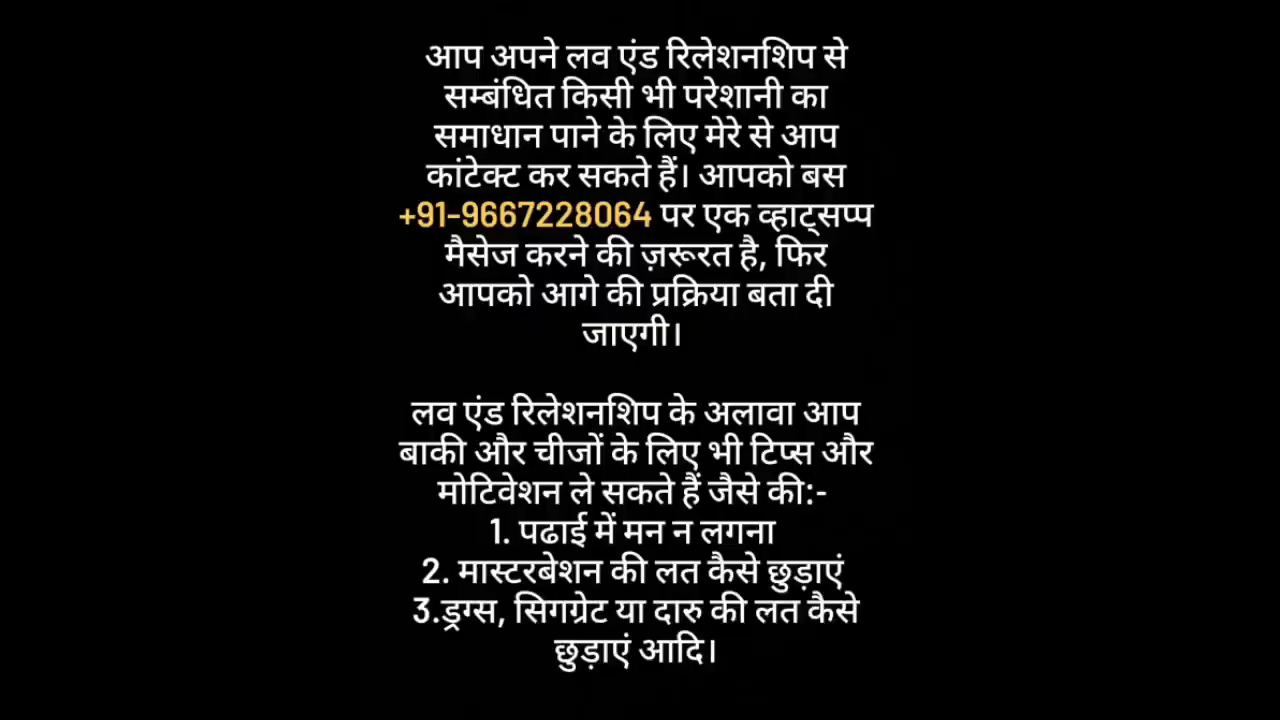 आप अपने लव एंड रिलेशनशिप से
सम्बंधित किसी भी परेशानी का
समाधान पाने के लिए मेरे से आप
कांटेक्ट कर सकते हैं। आपको बस
+91-9667228064 पर एक व्हाट्सप्प
मैसेज करने की ज़रूरत है, फिर
आपको आगे की प्रक्रिया बता दी
जाएगी।
लव एंड रिलेशनशिप के अलावा आप
बाकी और चीजों के लिए भी टिप्स और
मोटिवेशन ले सकते हैं जैसे की:-
1. पढाई में मन न लगना
2. मास्टरबेशन की लत कैसे छुड़ाएं
3.ड्रग्स, सिगग्रेट या दारु की लत कैसे
छुड़ाएं आदि।